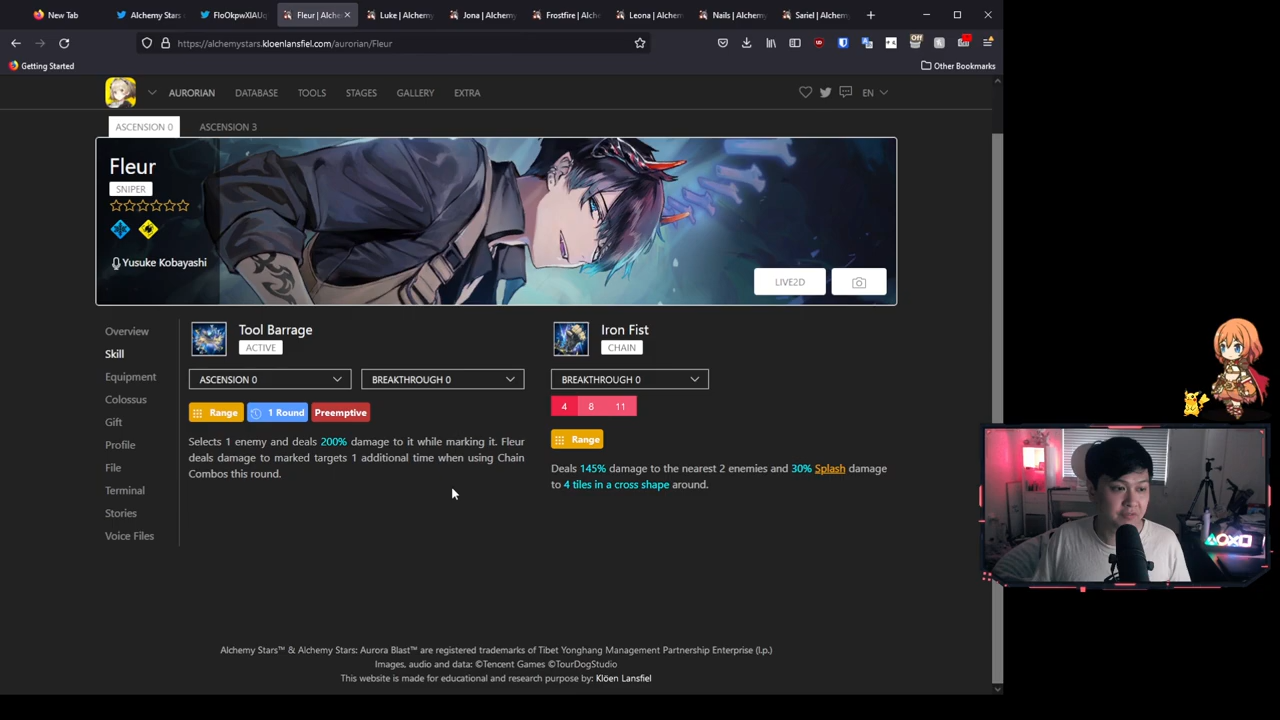 New Tab
Alchemy Stars
FloOkpwXIAUq
Fleur | Alche
Luke | Alchemy
Jona | Alchemy
Frostfire | Alche
Leona | Alchemy
Nails | Alchemy
Sariel | Alchemy
https://alchemystars.kloenlansfiel.com/aurorian/Fleur
Off
Getting Started
Other Bookmarks
AURORIAN DATABASE TOOLS STAGES GALLERY EXTRA
EN
ASCENSION 0 ASCENSION 3
Fleur
SNIPER
Yusuke Kobayashi
LIVE2D
Overview
Skill
Equipment
Colossus
Gift
Profile
File
Terminal
Stories
Voice Files
Tool Barrage
ACTIVE
ASCENSION 0 BREAKTHROUGH 0
Range 1 Round Preemptive
Selects 1 enemy and deals 200% damage to it while marking it. Fleur
deals damage to marked targets 1 additional time when using Chain
Combos this round.
Iron Fist
CHAIN
BREAKTHROUGH 0
4 8 11
Range
Deals 145% damage to the nearest 2 enemies and 30% Splash damage
to 4 tiles in a cross shape around.
Alchemy Stars™ & Alchemy Stars: Aurora Blast™ are registered trademarks of Tibet Yonghang Management Partnership Enterprise (l.p.)
Images, audio and data: ©Tencent Games ©TourDogStudio
This website is made for educational and research purpose by: Klöen Lansfiel